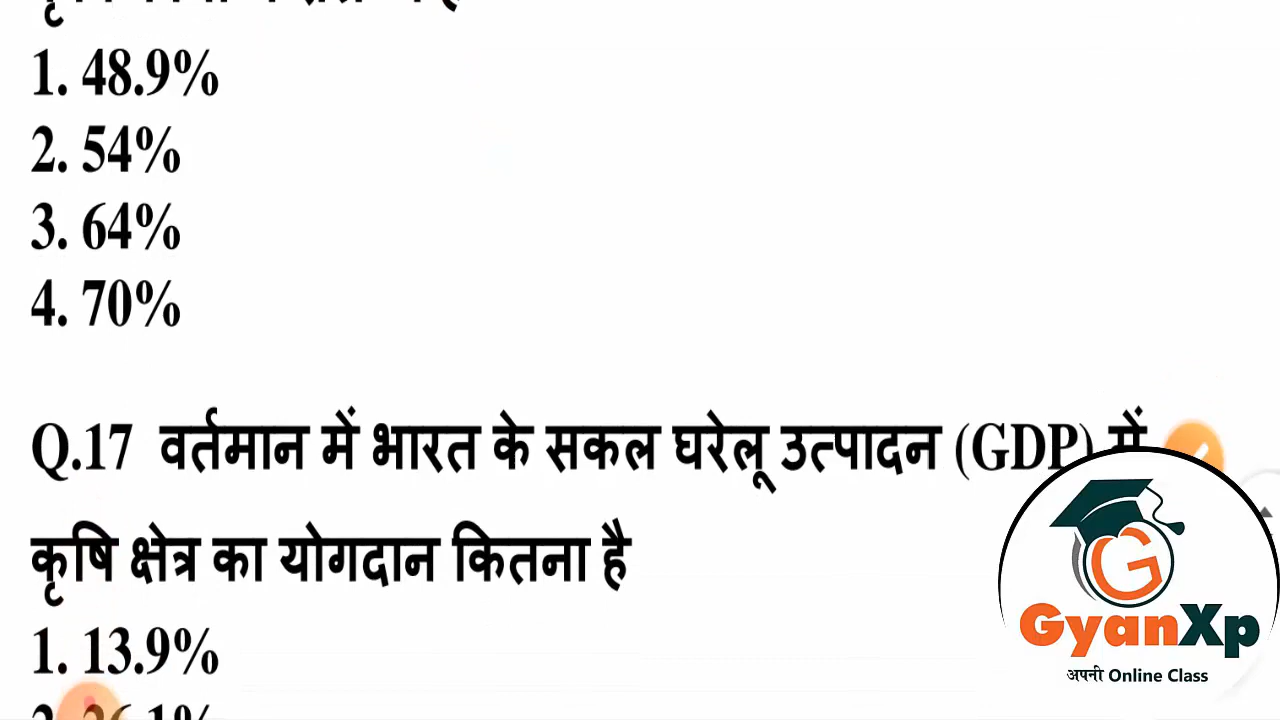 1. 48.9%
2. 54%
3. 64%
4. 70%
Q.17 वर्तमान में भारत के सकल घरेलू उत्पादन (GDP) में
कृषि क्षेत्र का योगदान कितना है
1. 13.9%
G
GyanXp
अपनी Online Class